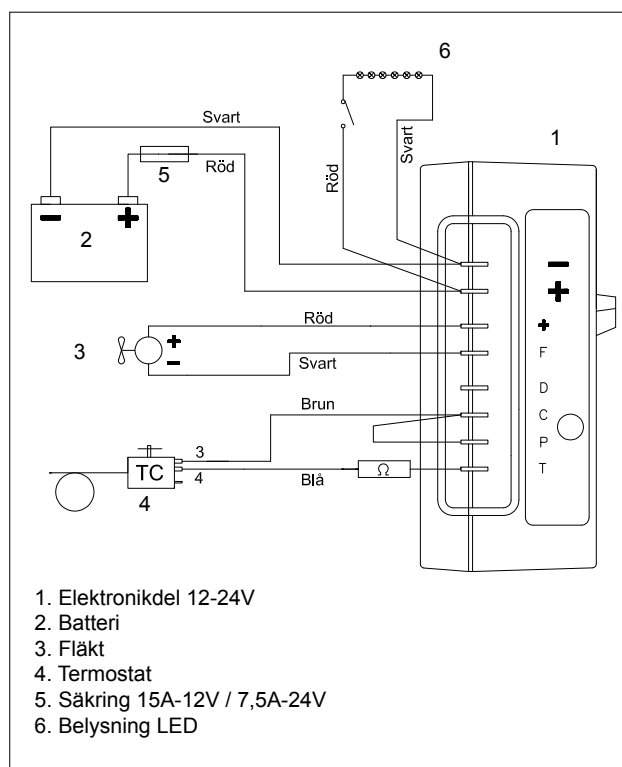 6
Svart
1
Röd
Svart
5
Röd
− +
2
−
+
Röd
+
3
+
−
F
Svart
D
Brun
C
P
3
TC
4
Blå
Ω
T
4
1. Elektronikdel 12-24V
2. Batteri
3. Fläkt
4. Termostat
5. Säkring 15A-12V / 7,5A-24V
6. Belysning LED